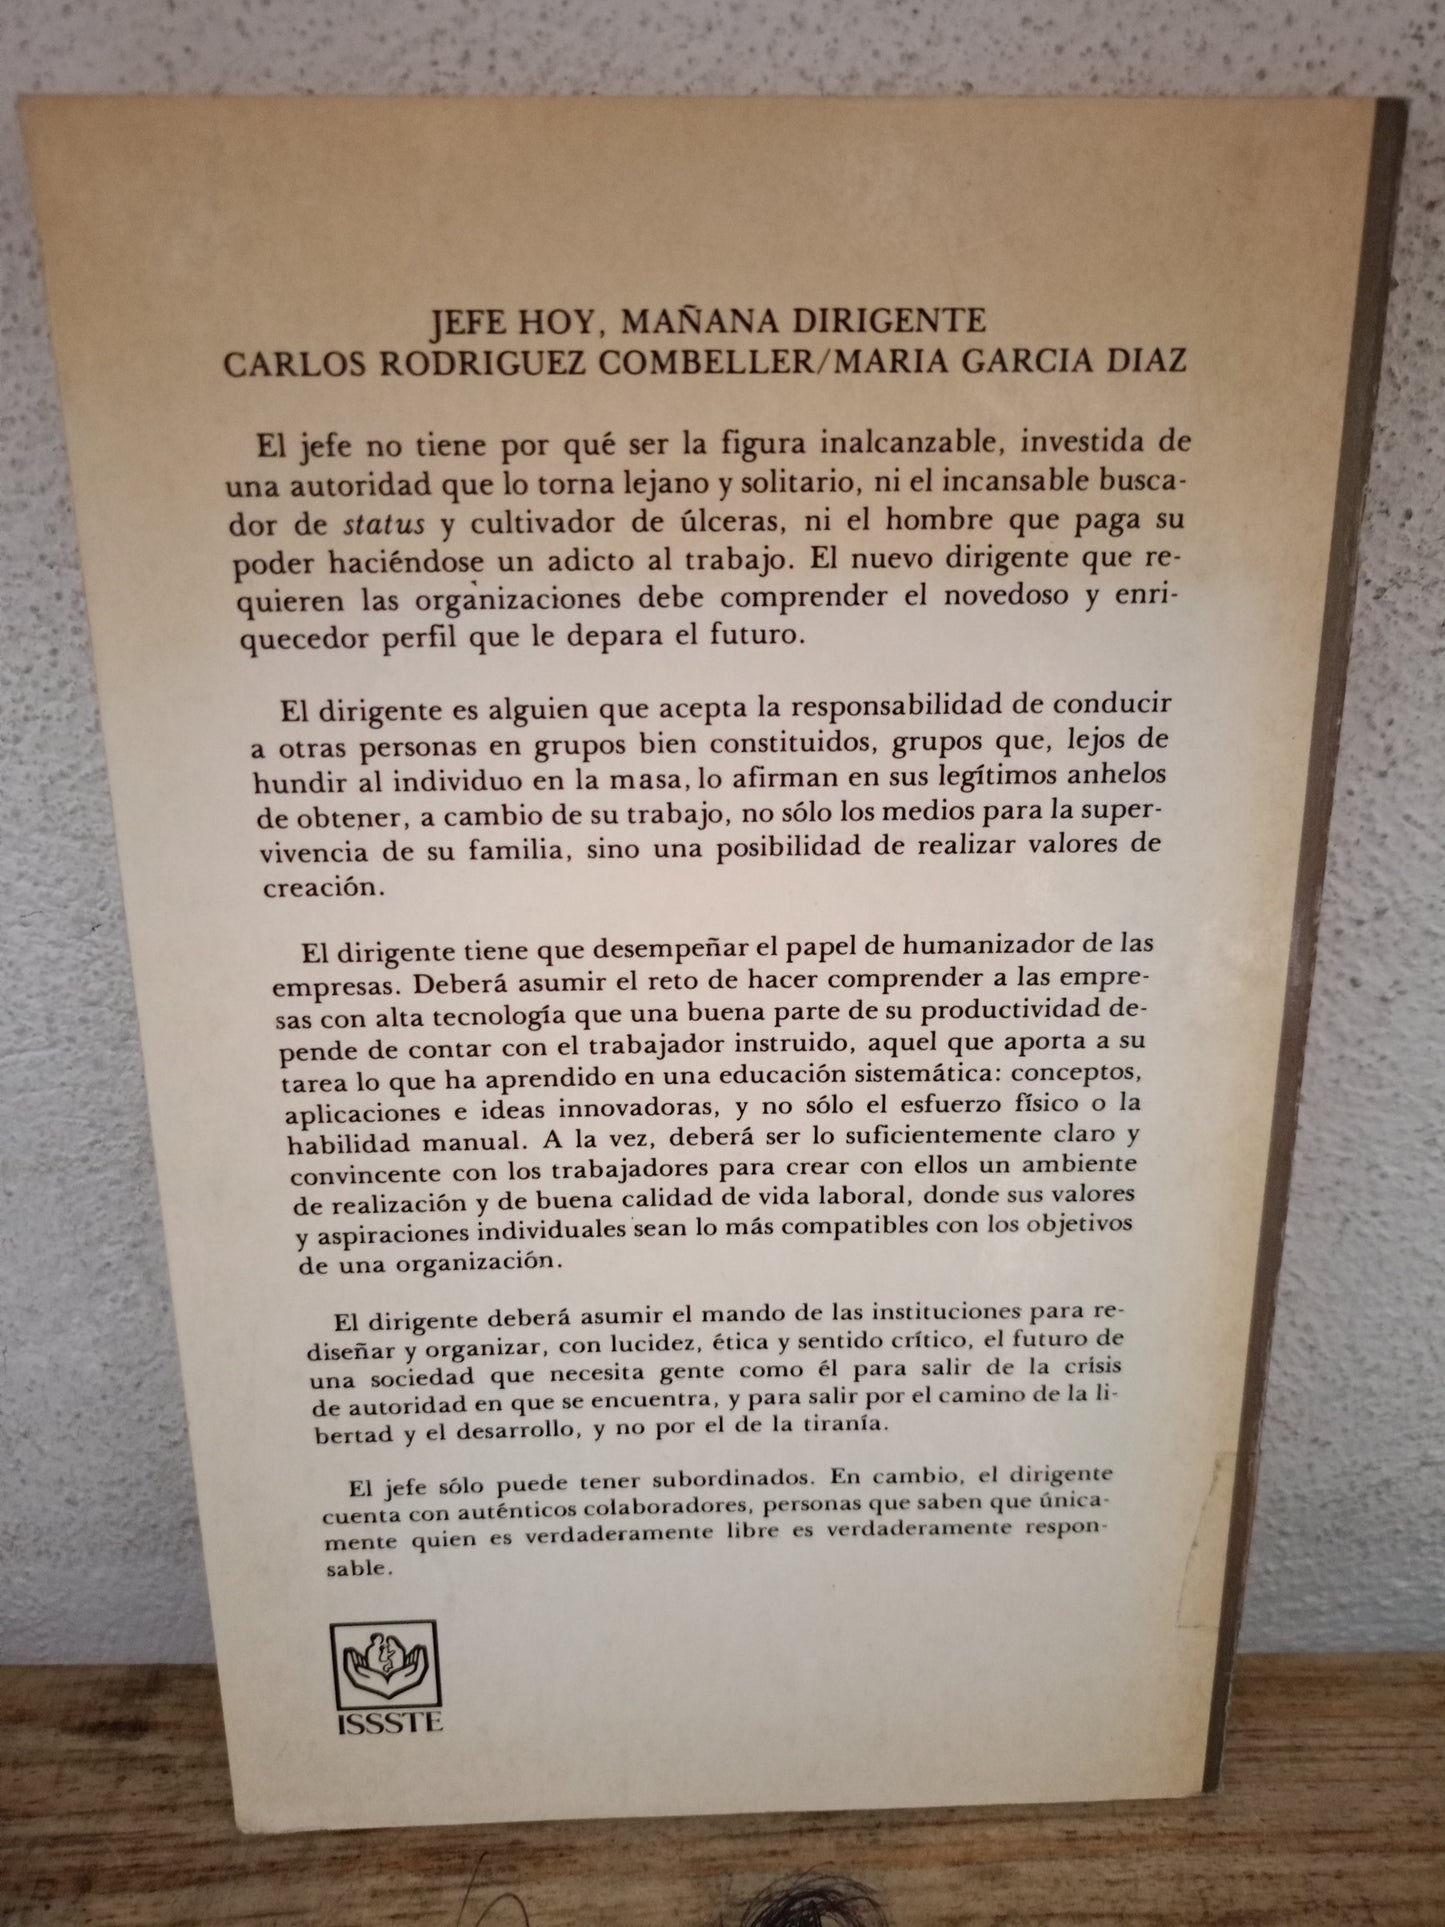 JEFE HOY, MAÑANA DIRIGENTE
CARLOS RODRIGUEZ COMBELLER/MARIA GARCIA DIAZ
El jefe no tiene por qué ser la figura inalcanzable, investida de
una autoridad que lo torna lejano y solitario, ni el incansable busca-
dor de status y cultivador de úlceras, ni el hombre que paga su
poder haciéndose un adicto al trabajo. El nuevo dirigente que re-
quieren las organizaciones debe comprender el novedoso y enri-
quecedor perfil que le depara el futuro.
El dirigente es alguien que acepta la responsabilidad de conducir
a otras personas en grupos bien constituidos, grupos que, lejos de
hundir al individuo en la masa, lo afirman en sus legítimos anhelos
de obtener, a cambio de su trabajo, no sólo los medios para la super-
vivencia de su familia, sino una posibilidad de realizar valores de
creación.
El dirigente tiene que desempeñar el papel de humanizador de las
empresas. Deberá asumir el reto de hacer comprender a las empre-
sas con alta tecnología que una buena parte de su productividad de-
pende de contar con el trabajador instruido, aquel que aporta a su
tarea lo que ha aprendido en una educación sistemática: conceptos,
aplicaciones e ideas innovadoras, y no sólo el esfuerzo físico o la
habilidad manual. A la vez, deberá ser lo suficientemente claro y
convincente con los trabajadores para crear con ellos un ambiente
de realización y de buena calidad de vida laboral, donde sus valores
y aspiraciones individuales sean lo más compatibles con los objetivos
de una organización.
El dirigente deberá asumir el mando de las instituciones para re-
diseñar y organizar, con lucidez, ética y sentido crítico, el futuro de
una sociedad que necesita gente como él para salir de la crisis
de autoridad en que se encuentra, y para salir por el camino de la li-
bertad y el desarrollo, y no por el de la tiranía.
El jefe sólo puede tener subordinados. En cambio, el dirigente
cuenta con auténticos colaboradores, personas que saben que única-
mente quien es verdaderamente libre es verdaderamente respon-
sable.
ISSSTE